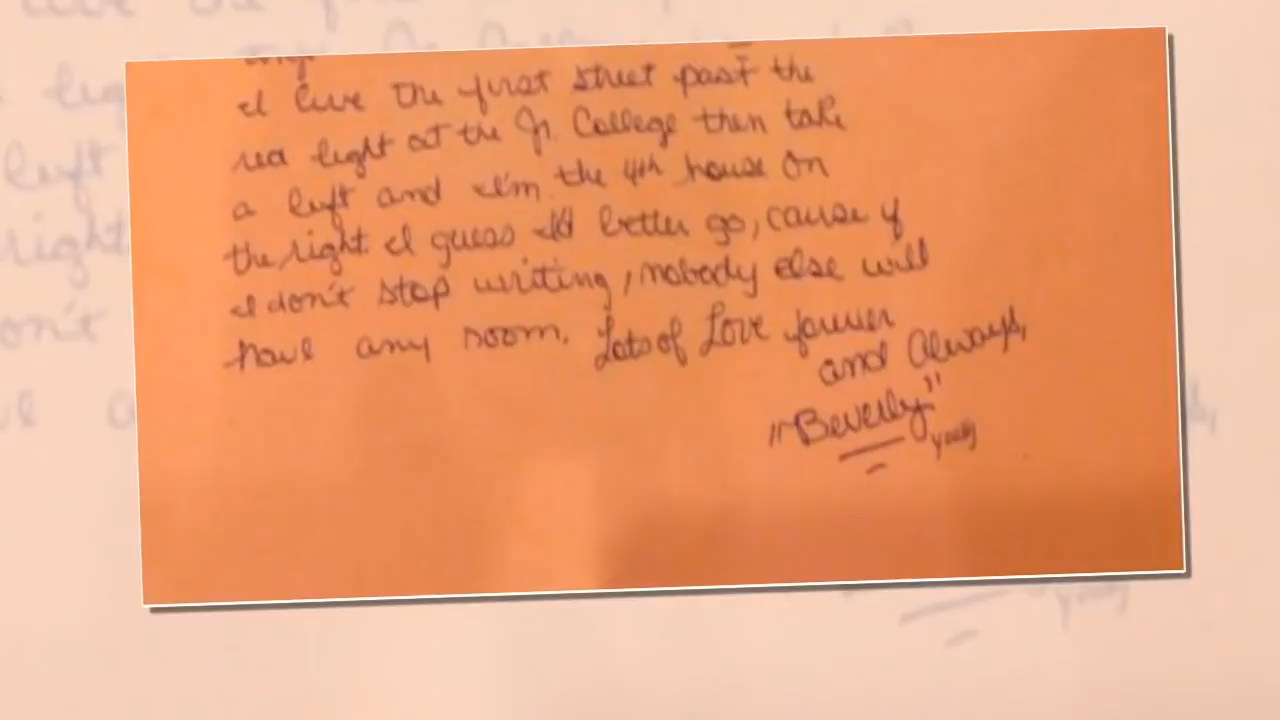 I live the first street past the
red light at the Jr. College then take
a left and I'm the 4th house on
the right. I guess I'd better go, cause if
I don't stop writing, nobody else will
have any room. Lots of Love forever
and Always,
"Beverly"